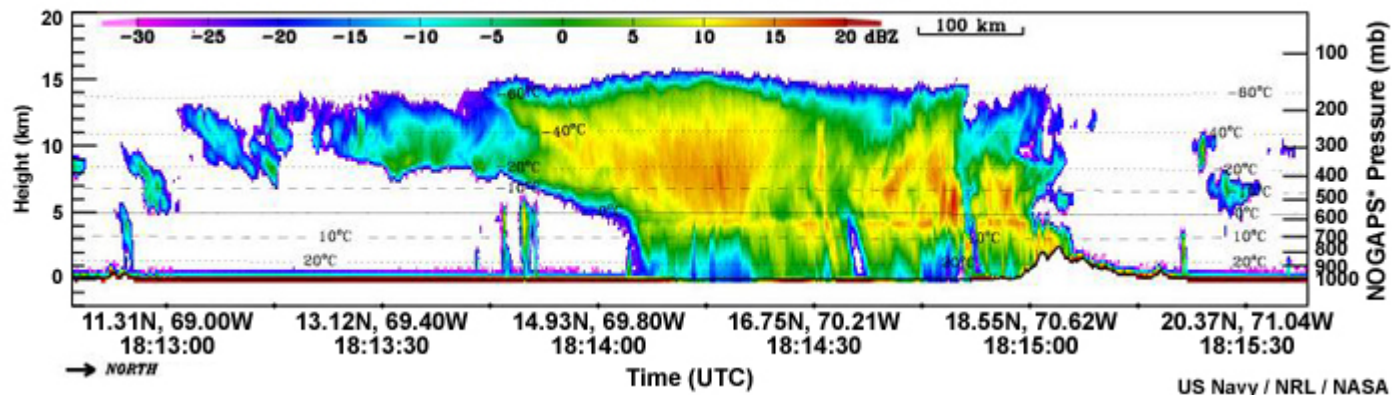 20
-30 -25 -20 -15 -10 -5 0 5 10 15 20 dBZ 100 km
100
15
-60°C -80°C
200
-40°C 40°C
10 300
-20°C -20°C
400
10°C
500
5 0°C
600
10°C 10°C 700
800
20°C 20°C 900
0 1000
Height (km)
NOGAPS* Pressure (mb)
11.31N, 69.00W 13.12N, 69.40W 14.93N, 69.80W 16.75N, 70.21W 18.55N, 70.62W 20.37N, 71.04W
18:13:00 18:13:30 18:14:00 18:14:30 18:15:00 18:15:30
NORTH
Time (UTC)
US Navy / NRL / NASA